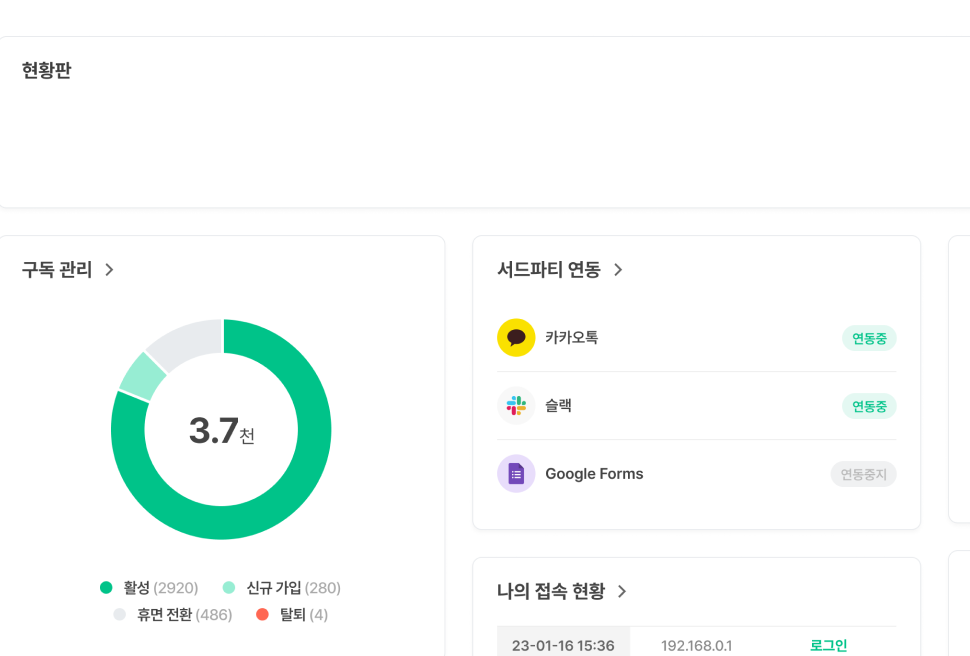 현황판
구독 관리
3.7천
활성 (2920) 신규 가입 (280)
휴면 전환 (486) 탈퇴 (4)
서드파티 연동
카카오톡 연동중
슬랙 연동중
Google Forms 연동중지
나의 접속 현황
23-01-16 15:36 192.168.0.1 로그인